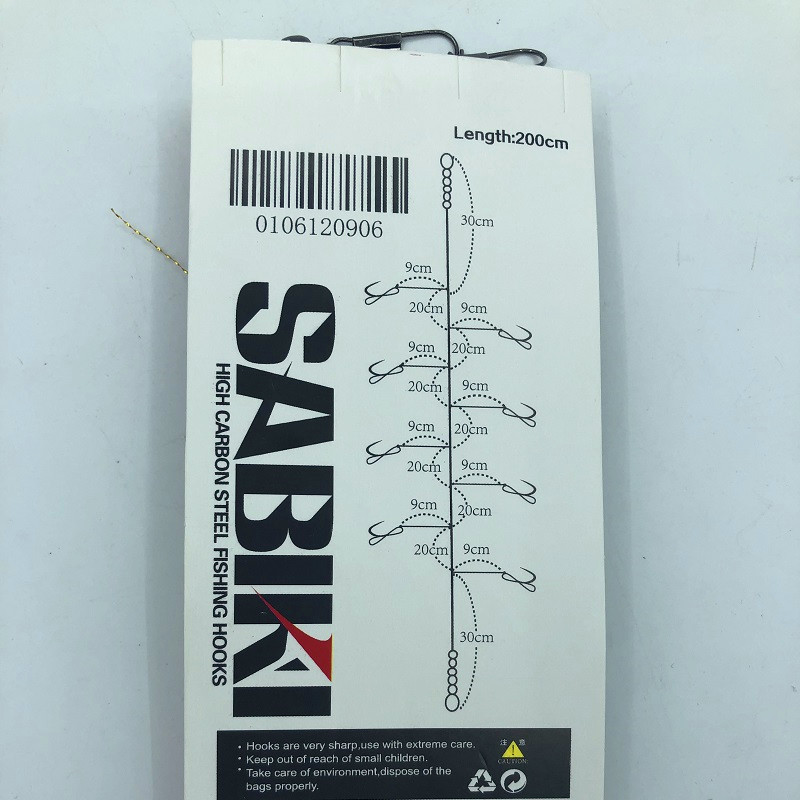 Length:200cm
0106120906
30cm
9cm
20cm
9cm
9cm
20cm
20cm
9cm
9cm
20cm
20cm
9cm
9cm
20cm
20cm
9cm
30cm
SABIKI
HIGH CARBON STEEL FISHING HOOKS
• Hooks are very sharp,use with extreme care.
• Keep out of reach of small children.
• Take care of environment,dispose of the
bags properly.
注 意
CAUTION: